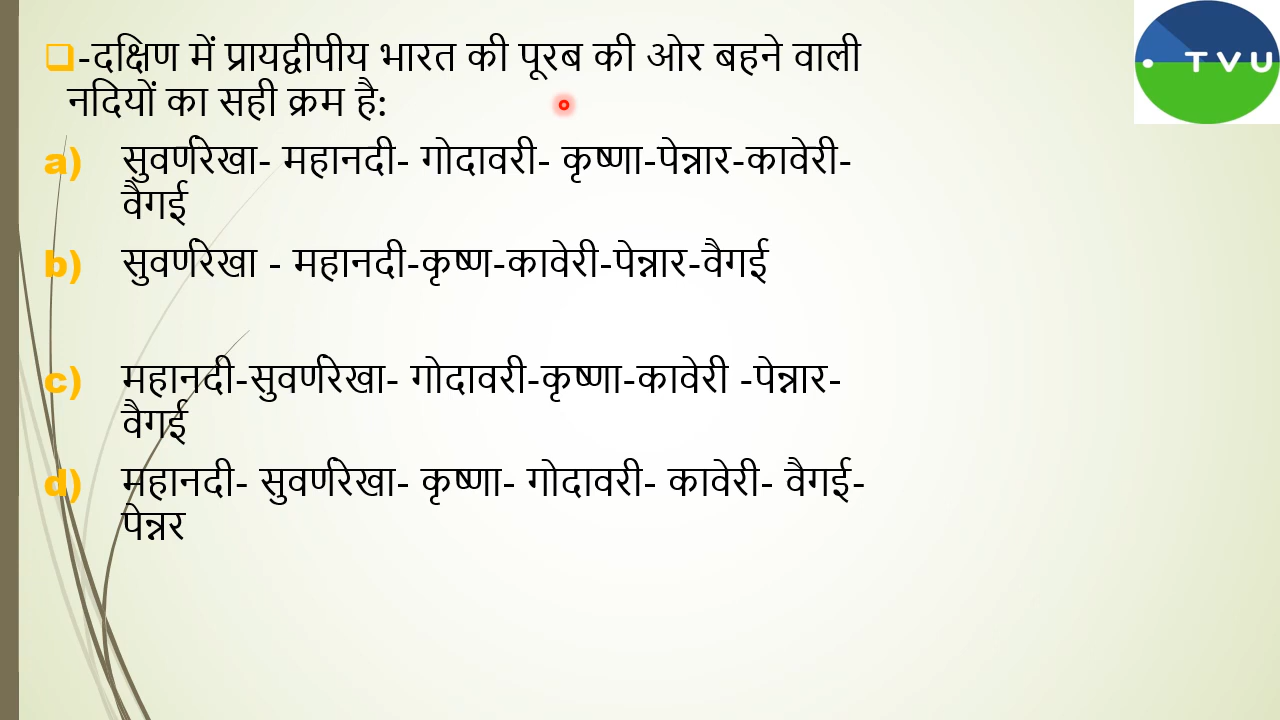 -दक्षिण में प्रायद्वीपीय भारत की पूरब की ओर बहने वाली
नदियों का सही क्रम है:
a) सुवर्णरेखा- महानदी- गोदावरी- कृष्णा-पेन्नार-कावेरी-
वैगई
b) सुवर्णरेखा - महानदी-कृष्ण-कावेरी-पेन्नार-वैगई
c) महानदी-सुवर्णरेखा- गोदावरी-कृष्णा-कावेरी -पेन्नार-
वैगई
d) महानदी- सुवर्णरेखा- कृष्णा- गोदावरी- कावेरी- वैगई-
पेन्नर
TVU